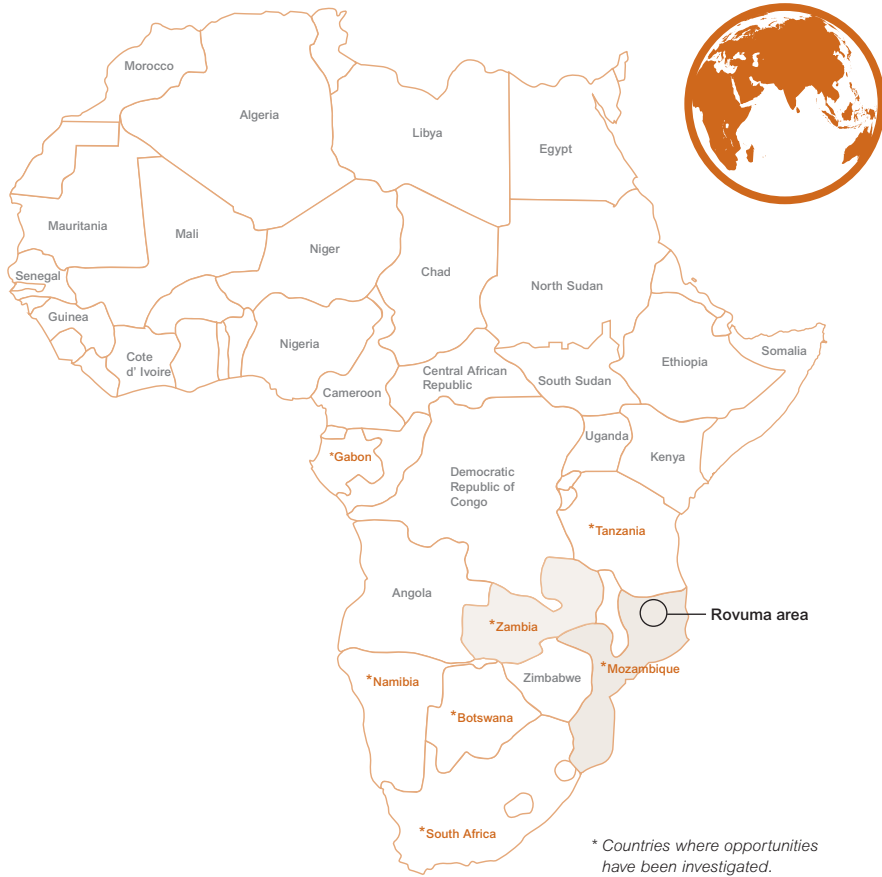 Morocco
Algeria
Libya
Egypt
Mauritania
Mali
Niger
Chad
North Sudan
Senegal
Guinea
Cote
d' Ivoire
Nigeria
Cameroon
Central African
Republic
South Sudan
Ethiopia
Somalia
Uganda
Kenya
*Gabon
Democratic
Republic of
Congo
*Tanzania
Angola
*Zambia
Rovuma area
*Mozambique
*Namibia
Zimbabwe
*Botswana
*South Africa
* Countries where opportunities
have been investigated.